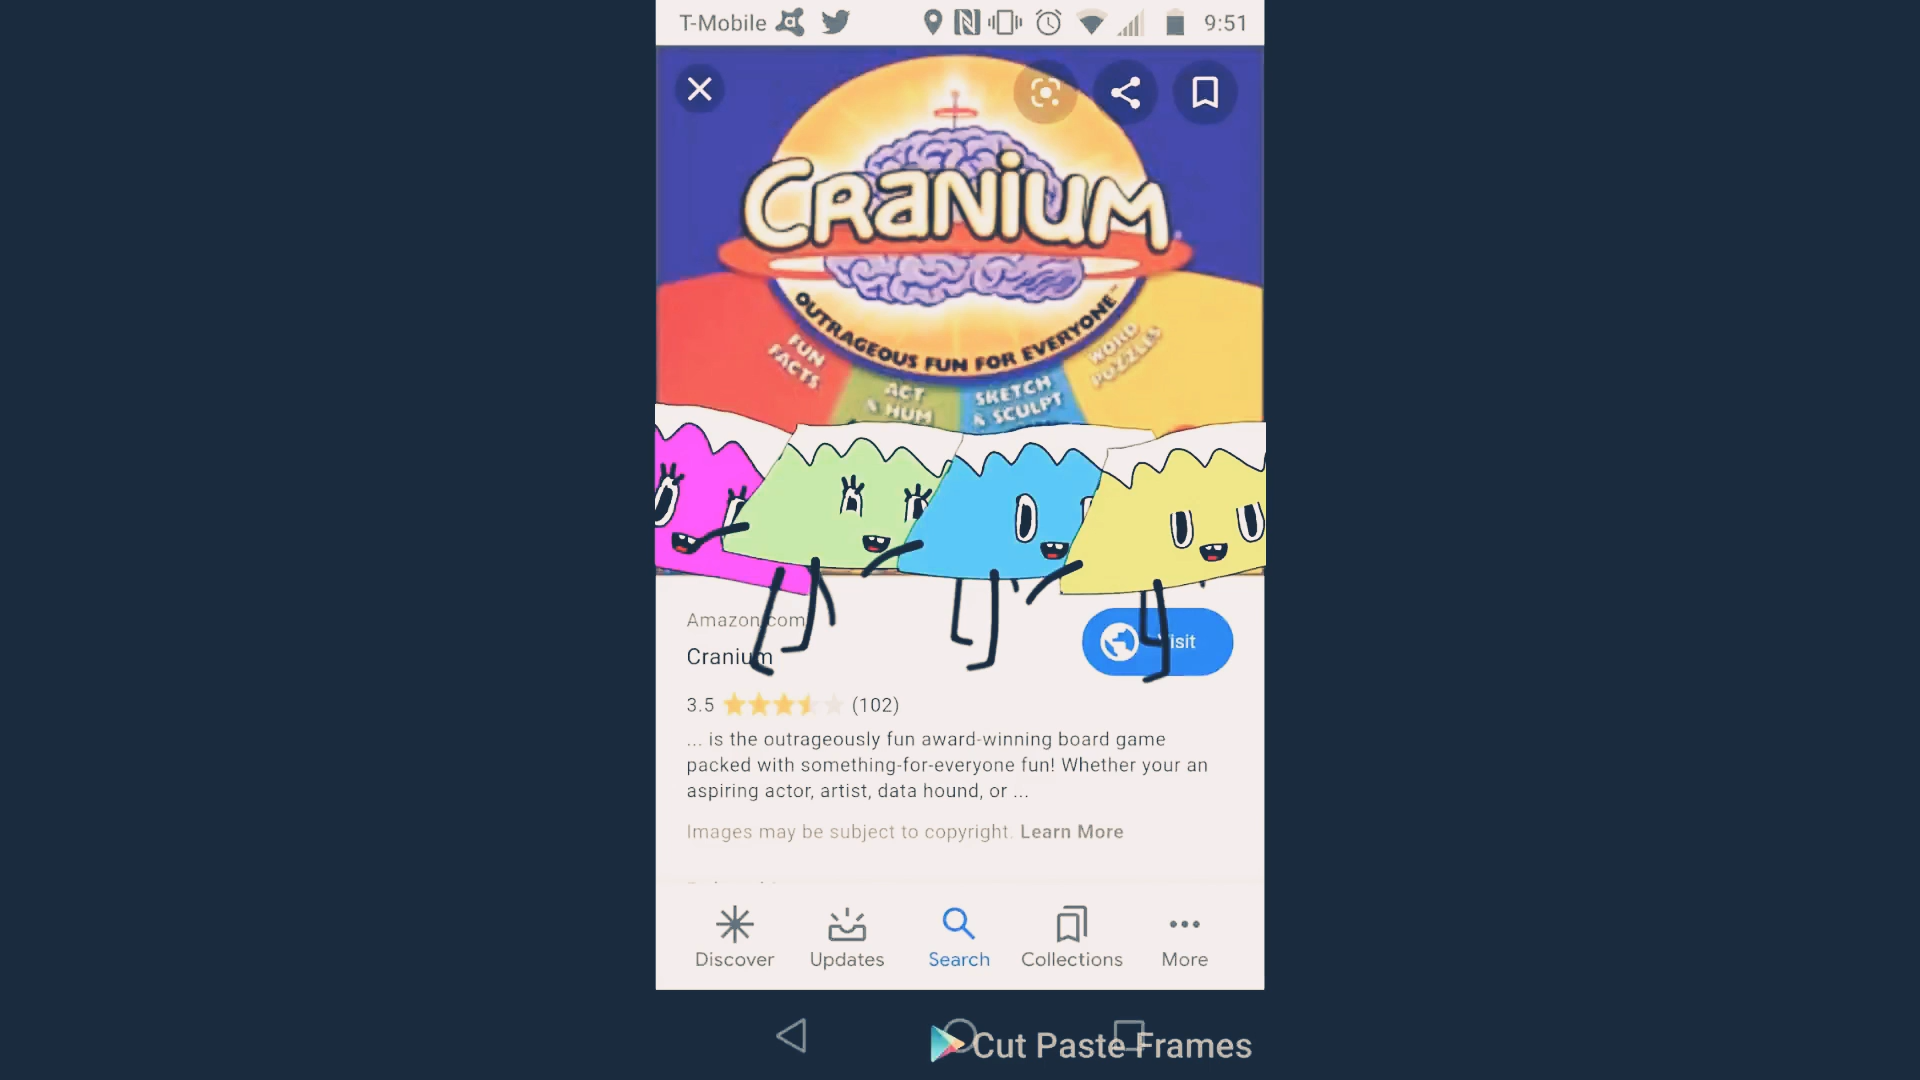 T-Mobile 9:51
CRANIUM
OUTRAGEOUS FUN FOR EVERYONE™
FUN
FACTS
ACT
& HUM
SKETCH
& SCULPT
WORD
PUZZLES
Amazon.com
Cranium
Visit
3.5 (102)
... is the outrageously fun award-winning board game
packed with something-for-everyone fun! Whether your an
aspiring actor, artist, data hound, or ...
Images may be subject to copyright. Learn More
Discover Updates Search Collections More
Cut Paste Frames